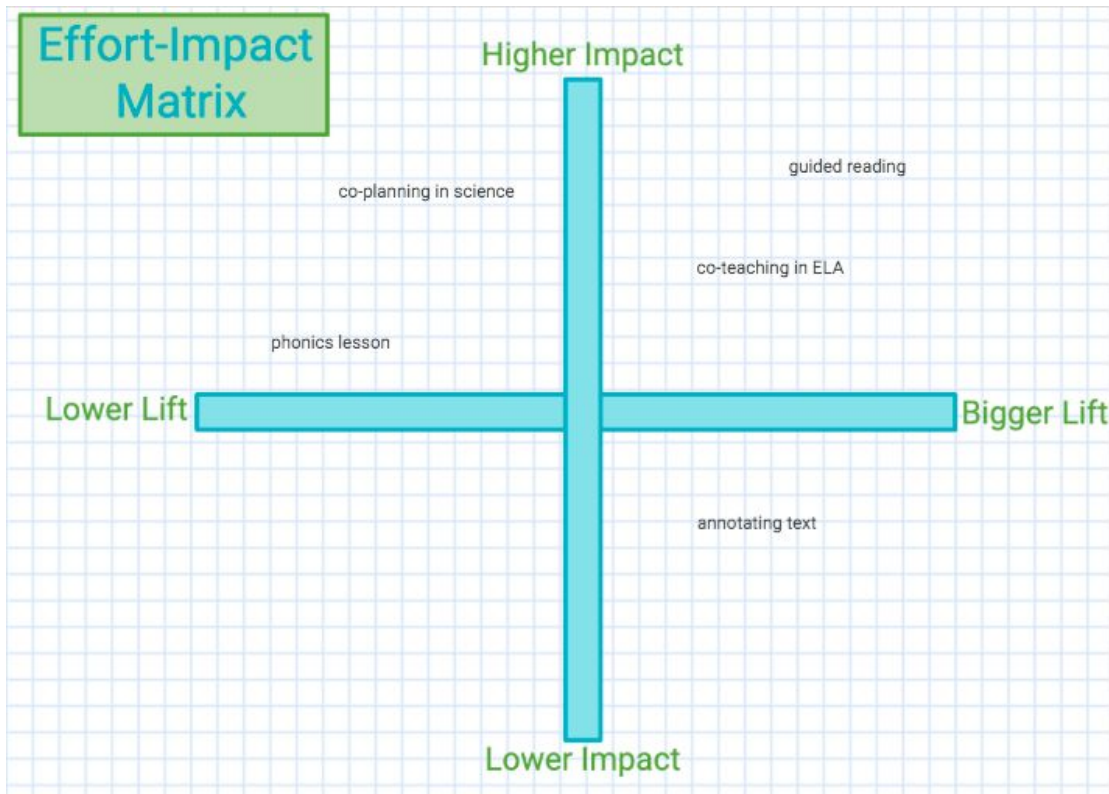 Effort-Impact
Matrix
Higher Impact
guided reading
co-planning in science
co-teaching in ELA
phonics lesson
Lower Lift
Bigger Lift
annotating text
Lower Impact